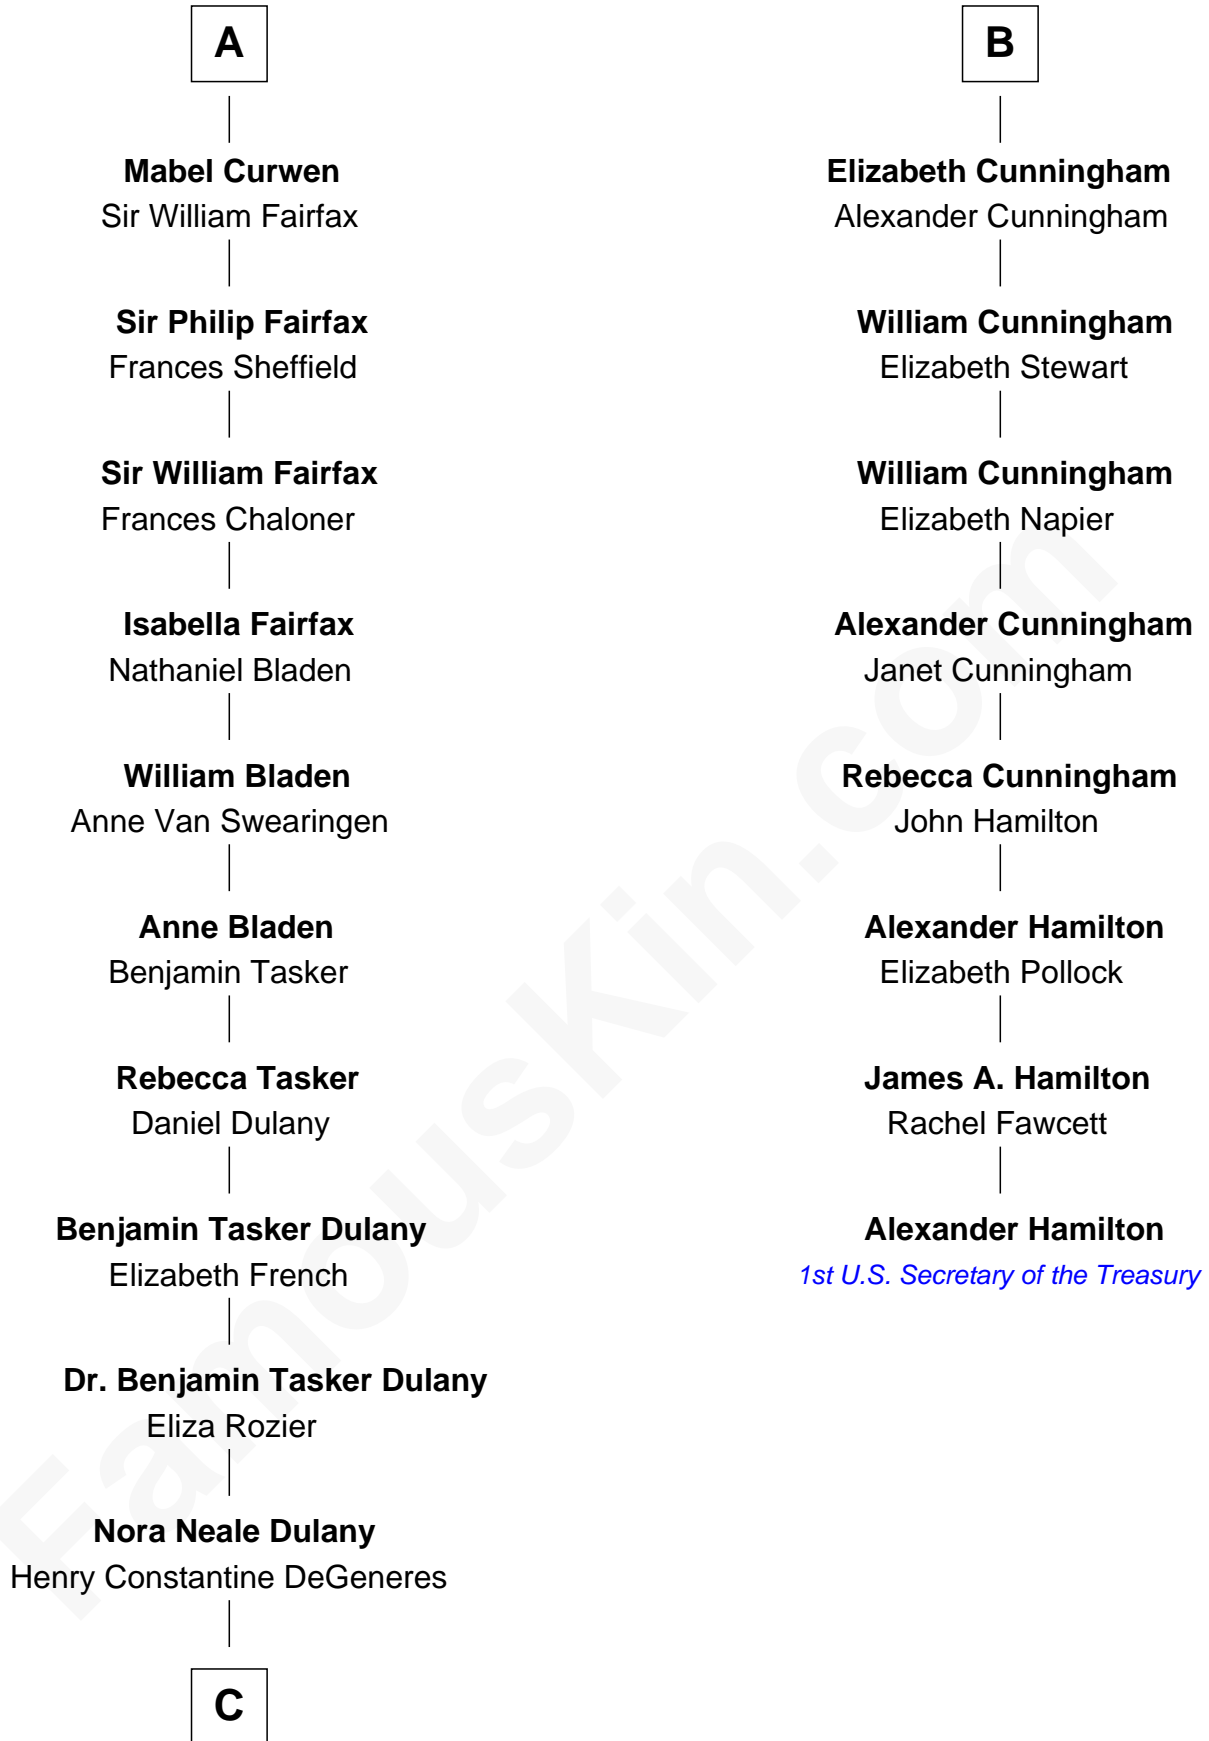 A
Mabel Curwen
Sir William Fairfax
Sir Philip Fairfax
Frances Sheffield
Sir William Fairfax
Frances Chaloner
Isabella Fairfax
Nathaniel Bladen
William Bladen
Anne Van Swearingen
Anne Bladen
Benjamin Tasker
Rebecca Tasker
Daniel Dulany
Benjamin Tasker Dulany
Elizabeth French
Dr. Benjamin Tasker Dulany
Eliza Rozier
Nora Neale Dulany
Henry Constantine DeGeneres
C
B
Elizabeth Cunningham
Alexander Cunningham
William Cunningham
Elizabeth Stewart
William Cunningham
Elizabeth Napier
Alexander Cunningham
Janet Cunningham
Rebecca Cunningham
John Hamilton
Alexander Hamilton
Elizabeth Pollock
James A. Hamilton
Rachel Fawcett
Alexander Hamilton
1st U.S. Secretary of the Treasury
FamousKin.com